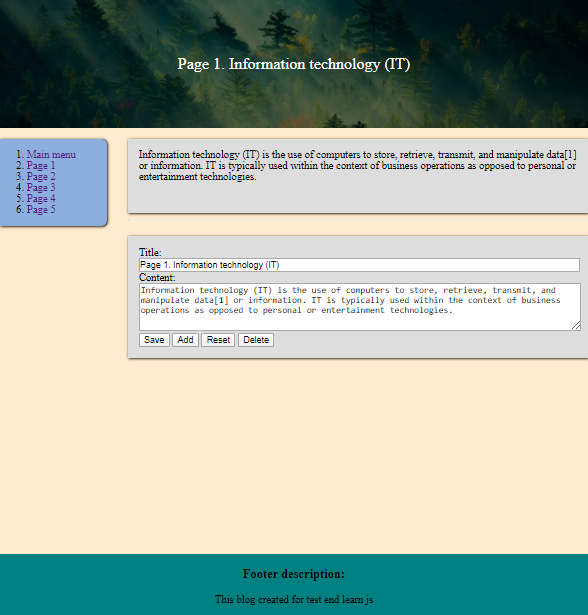 Page 1. Information technology (IT)
1. Main menu
2. Page 1
3. Page 2
4. Page 3
5. Page 4
6. Page 5
Information technology (IT) is the use of computers to store, retrieve, transmit, and manipulate data[1]
or information. IT is typically used within the context of business operations as opposed to personal or
entertainment technologies.
Title:
Page 1. Information technology (IT)
Content:
Information technology (IT) is the use of computers to store, retrieve, transmit, and
manipulate data[1] or information. IT is typically used within the context of business
operations as opposed to personal or entertainment technologies.
Save Add Reset Delete
Footer description:
This blog created for test end learn js